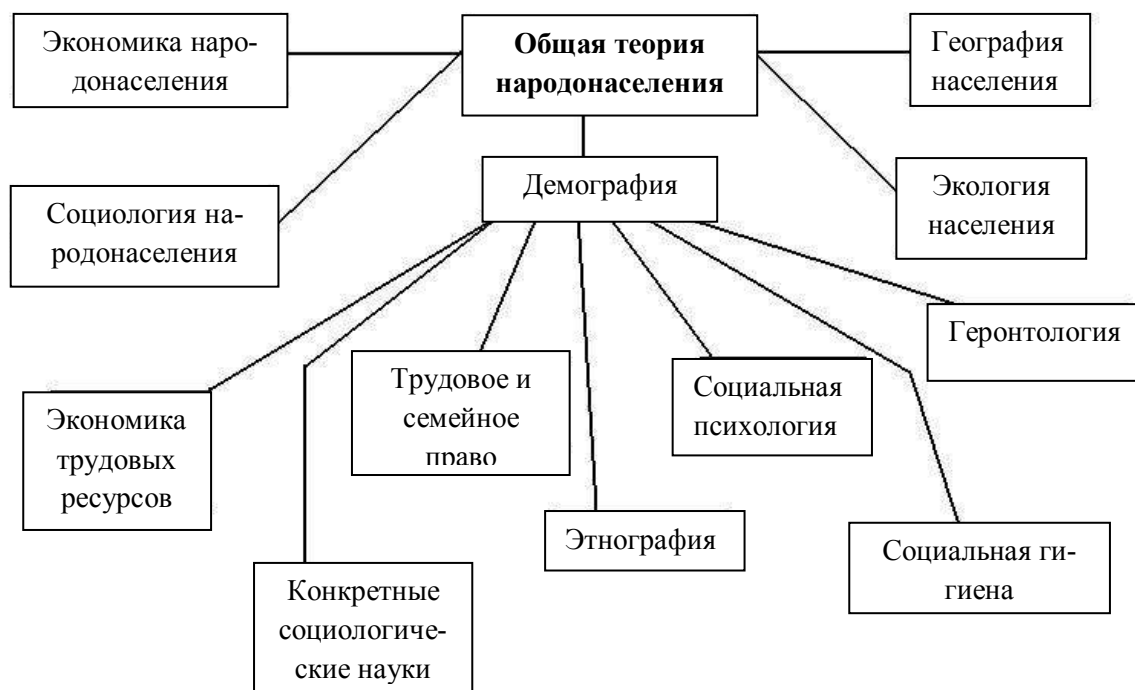 Экономика наро-
донаселения
Общая теория
народонаселения
География
населения
Демография
Социология на-
родонаселения
Экология
населения
Геронтология
Экономика
трудовых
ресурсов
Трудовое и
семейное
право
Социальная
психология
Этнография
Социальная ги-
гиена
Конкретные
социологиче-
ские науки